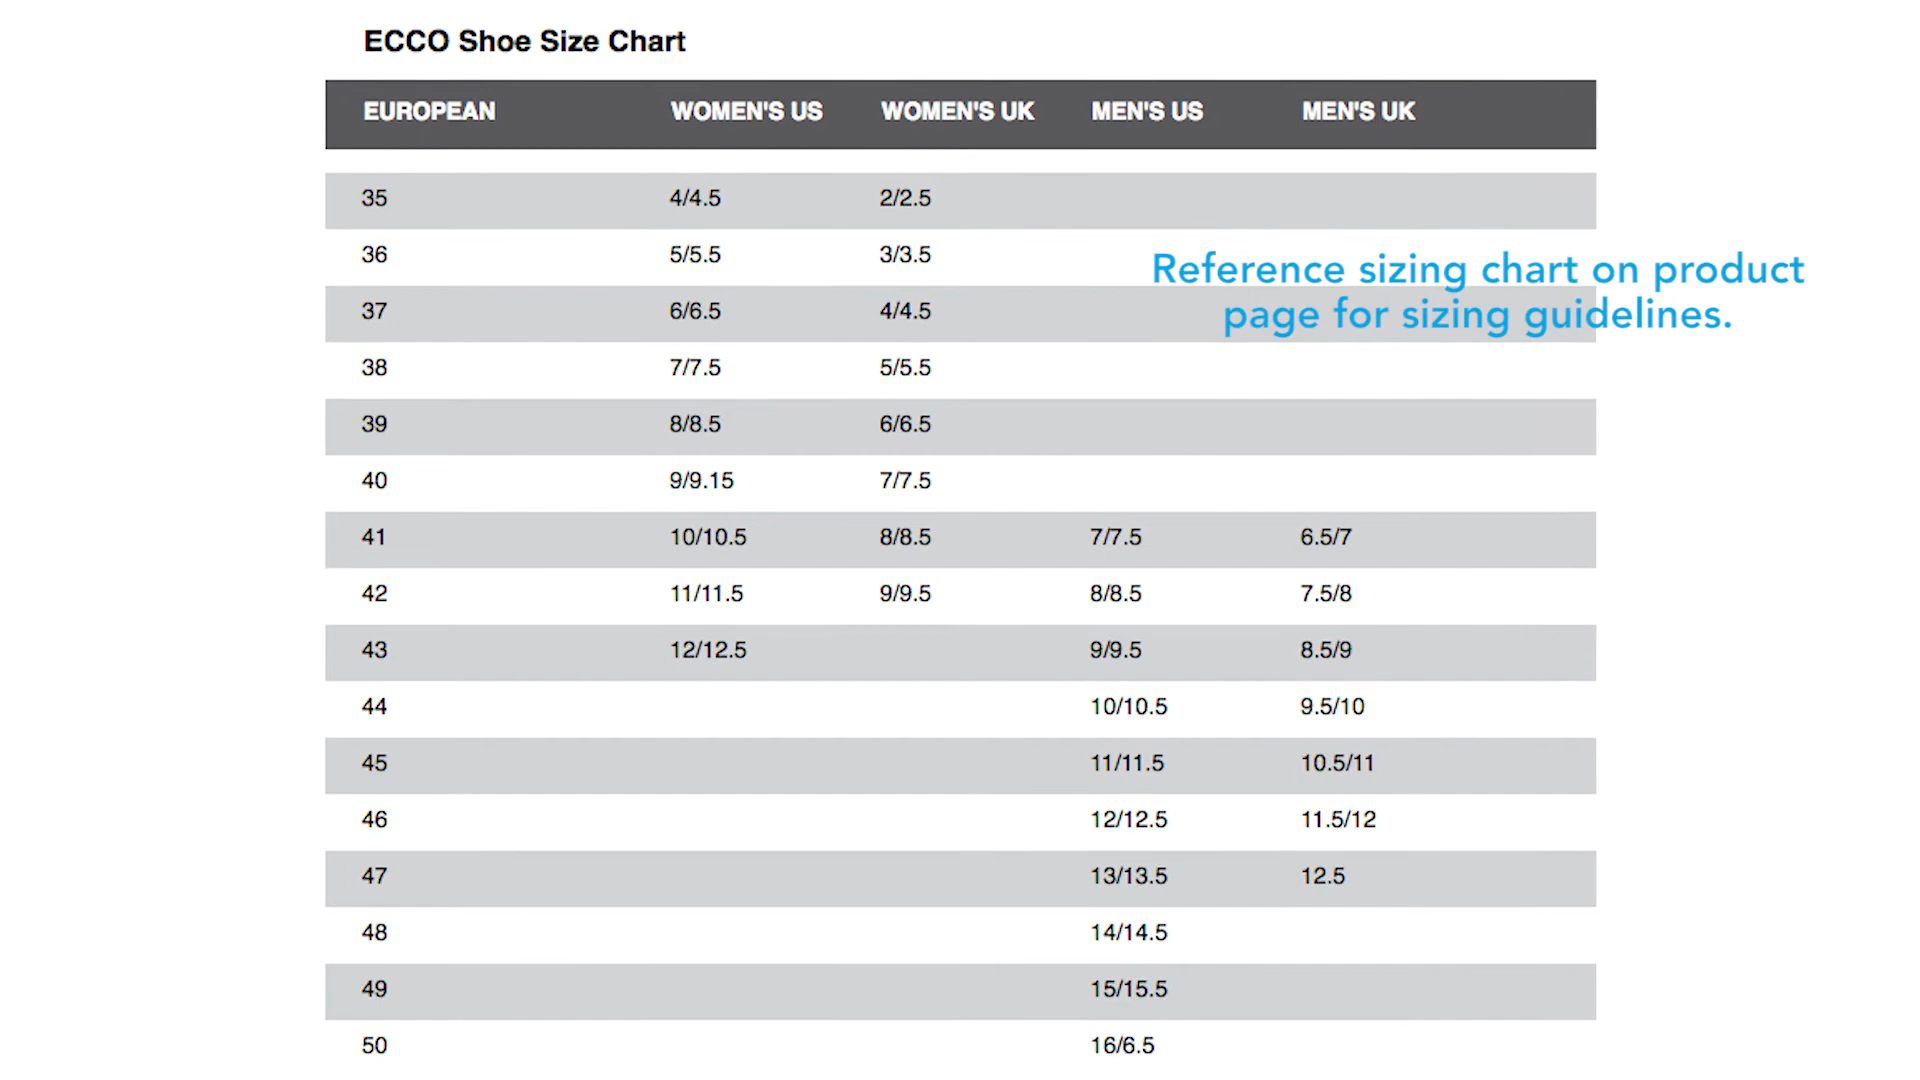 ECCO Shoe Size Chart
EUROPEAN WOMEN'S US WOMEN'S UK MEN'S US MEN'S UK
35 4/4.5 2/2.5
36 5/5.5 3/3.5
Reference sizing chart on product
page for sizing guidelines.
37 6/6.5 4/4.5
38 7/7.5 5/5.5
39 8/8.5 6/6.5
40 9/9.15 7/7.5
41 10/10.5 8/8.5 7/7.5 6.5/7
42 11/11.5 9/9.5 8/8.5 7.5/8
43 12/12.5 9/9.5 8.5/9
44 10/10.5 9.5/10
45 11/11.5 10.5/11
46 12/12.5 11.5/12
47 13/13.5 12.5
48 14/14.5
49 15/15.5
50 16/6.5